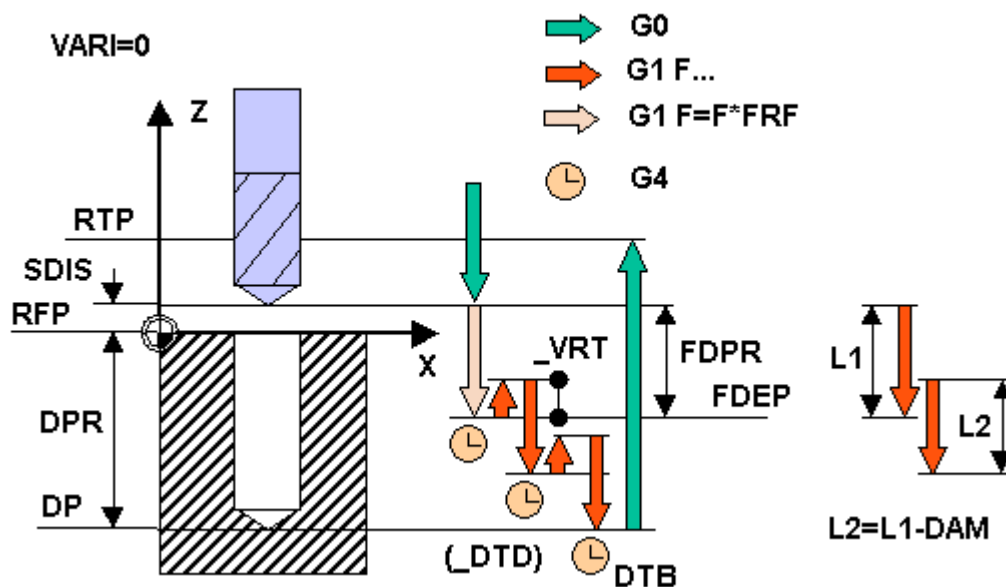 VARI=0
G0
G1 F...
G1 F=F*FRF
G4
Z
RTP
SDIS
RFP
X
_VRT
FDPR
L1
FDEP
L2
DPR
DP
(_DTD)
DTB
L2=L1-DAM